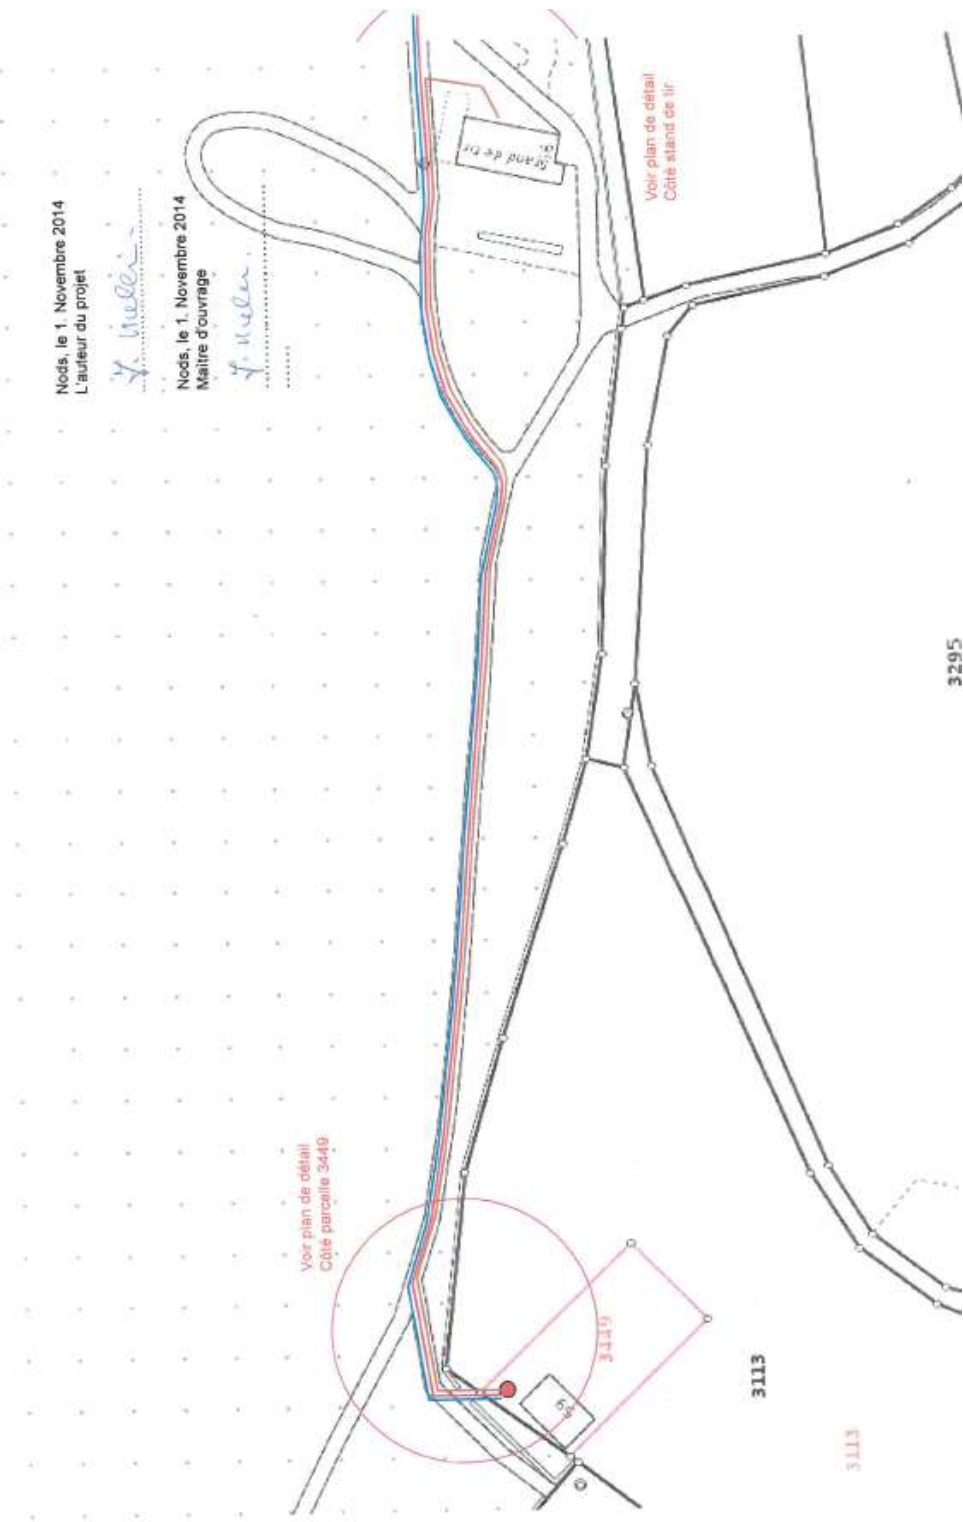 Nods, le 1. Novembre 2014
L'auteur du projet
Nods, le 1. Novembre 2014
Maître d'ouvrage
Stand de tir
Voir plan de détail
Côté stand de tir
3295
Voir plan de détail
Côté parcelle 3449
3449
3113
3113